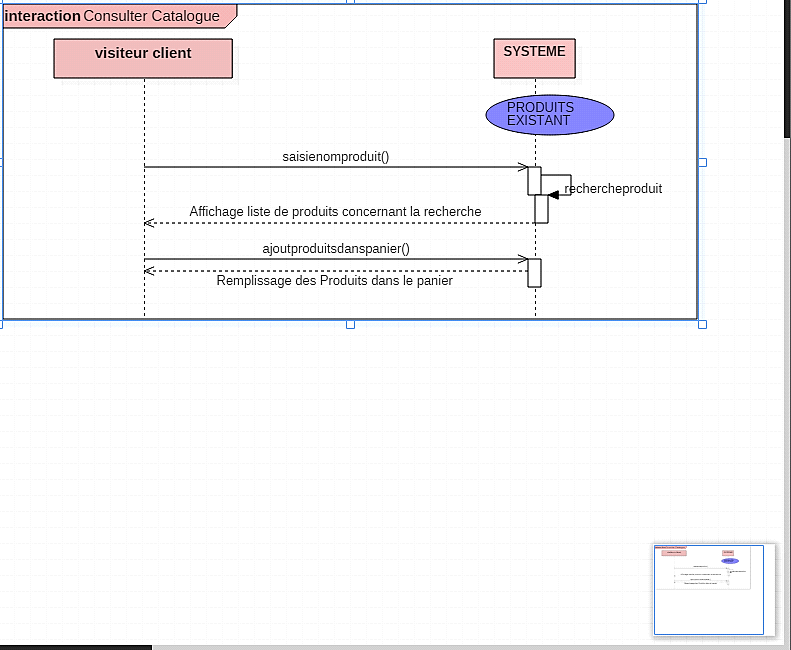 interaction Consulter Catalogue
visiteur client
SYSTEME
PRODUITS
EXISTANT
saisienomproduit()
rechercheproduit
Affichage liste de produits concernant la recherche
ajoutproduitsdanspanier()
Remplissage des Produits dans le panier